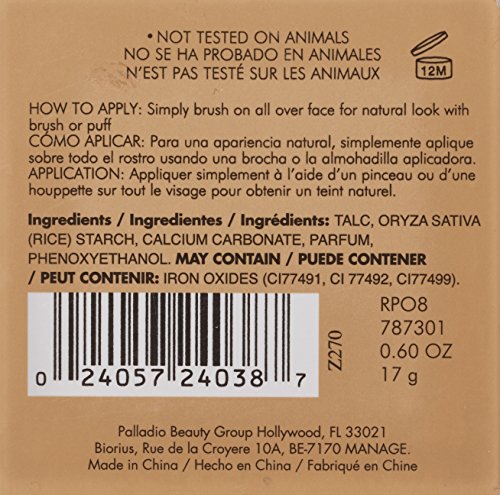 • NOT TESTED ON ANIMALS
NO SE HA PROBADO EN ANIMALES
N'EST PAS TESTÉ SUR LES ANIMAUX
12M
HOW TO APPLY: Simply brush on all over face for natural look with
brush or puff
CÓMO APLICAR: Para una apariencia natural, simplemente aplique
sobre todo el rostro usando una brocha o la almohadilla aplicadora.
APPLICATION: Appliquer simplement à l'aide d'un pinceau ou d'une
houppette sur tout le visage pour obtenir un teint naturel.
Ingredients / Ingredientes / Ingrédients: TALC, ORYZA SATIVA
(RICE) STARCH, CALCIUM CARBONATE, PARFUM,
PHENOXYETHANOL. MAY CONTAIN / PUEDE CONTENER
/ PEUT CONTENIR: IRON OXIDES (CI77491, CI 77492, CI77499).
0 24057 24038 7
Z270
RPO8
787301
0.60 OZ
17 g
Palladio Beauty Group Hollywood, FL 33021
Biorius, Rue de la Croyere 10A, BE-7170 MANAGE.
Made in China / Hecho en China / Fabriqué en Chine